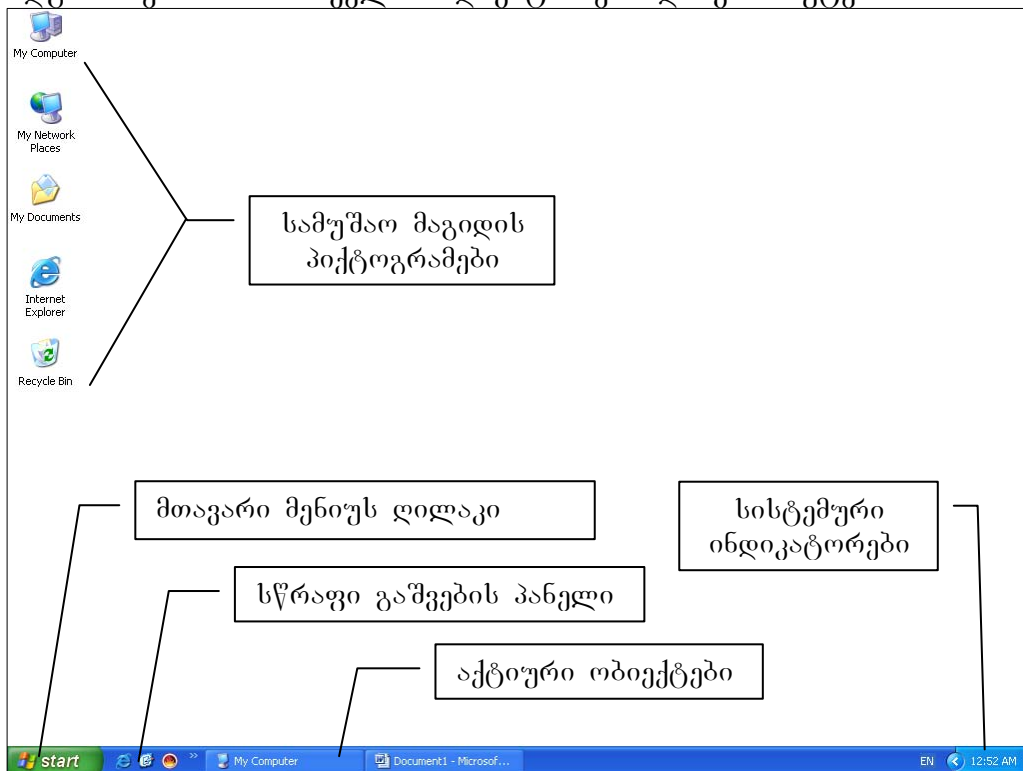 My Computer
My Network
Places
My Documents
Internet
Explorer
Recycle Bin
სამუშაო მაგიდის
პიქტოგრამები
მთავარი მენიუს ღილაკი
სისტემური
ინდიკატორები
სწრაფი გაშვების პანელი
აქტიური ობიექტები
start
My Computer
Document1 - Microsof...
EN
12:52 AM